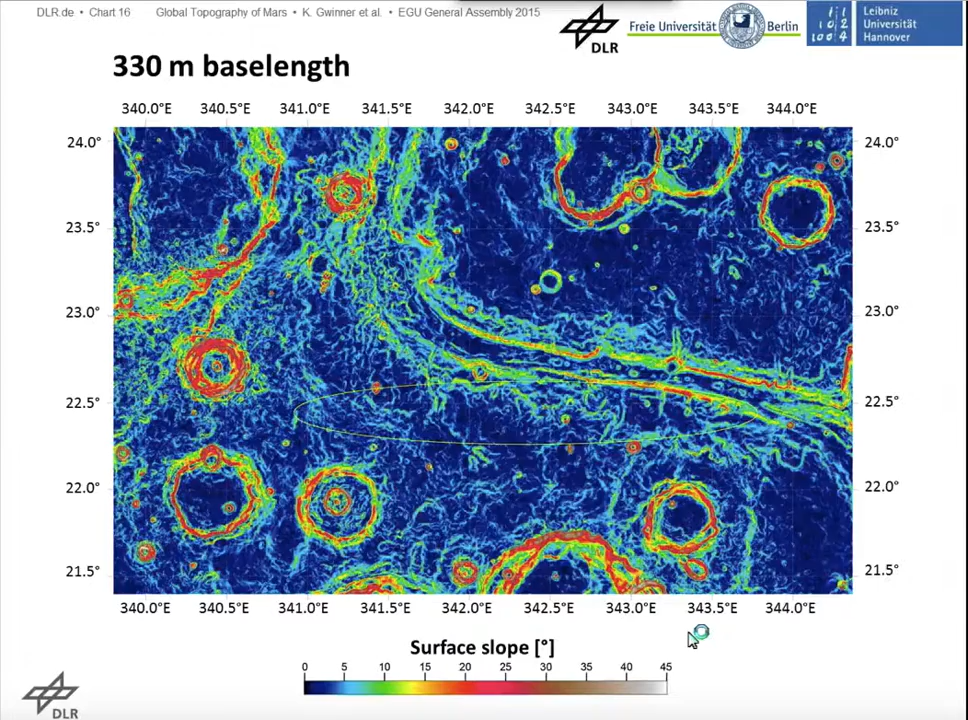 DLR.de • Chart 16 Global Topography of Mars • K. Gwinner et al. • EGU General Assembly 2015
DLR
Freie Universität Berlin
Leibniz
Universität
Hannover
330 m baselength
340.0°E 340.5°E 341.0°E 341.5°E 342.0°E 342.5°E 343.0°E 343.5°E 344.0°E
24.0° 24.0°
23.5° 23.5°
23.0° 23.0°
22.5° 22.5°
22.0° 22.0°
21.5° 21.5°
340.0°E 340.5°E 341.0°E 341.5°E 342.0°E 342.5°E 343.0°E 343.5°E 344.0°E
Surface slope [°]
0 5 10 15 20 25 30 35 40 45
DLR